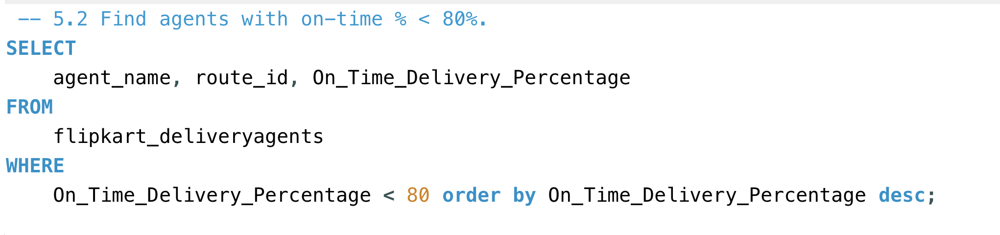 -- 5.2 Find agents with on-time % < 80%.
SELECT
agent_name, route_id, On_Time_Delivery_Percentage
FROM
flipkart_deliveryagents
WHERE
On_Time_Delivery_Percentage < 80 order by On_Time_Delivery_Percentage desc;